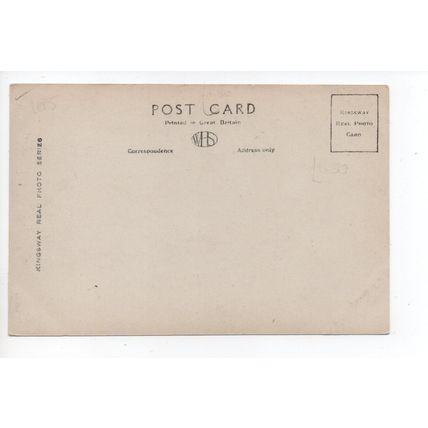 POST CARD
Printed in Great Britain
WHS
Correspondence
Address only
KINGSWAY
REAL PHOTO
CARD
KINGSWAY REAL PHOTO SERIES